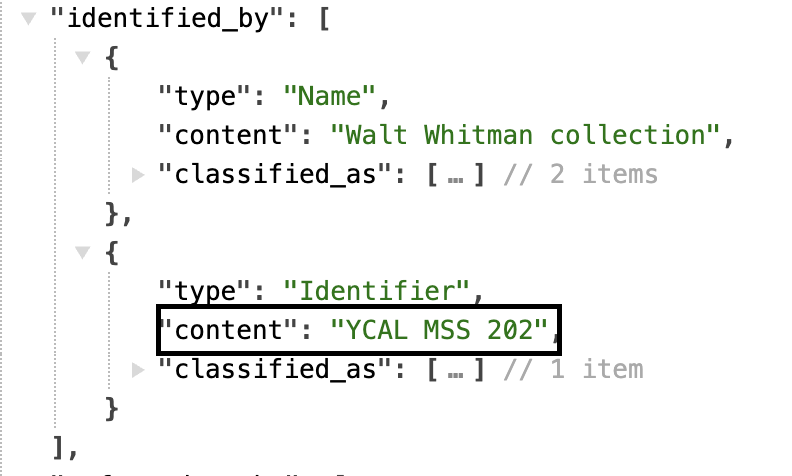 "identified_by": [
{
"type": "Name",
"content": "Walt Whitman collection",
"classified_as": [ … ] // 2 items
},
{
"type": "Identifier",
"content": "YCAL MSS 202",
"classified_as": [ … ] // 1 item
}
],